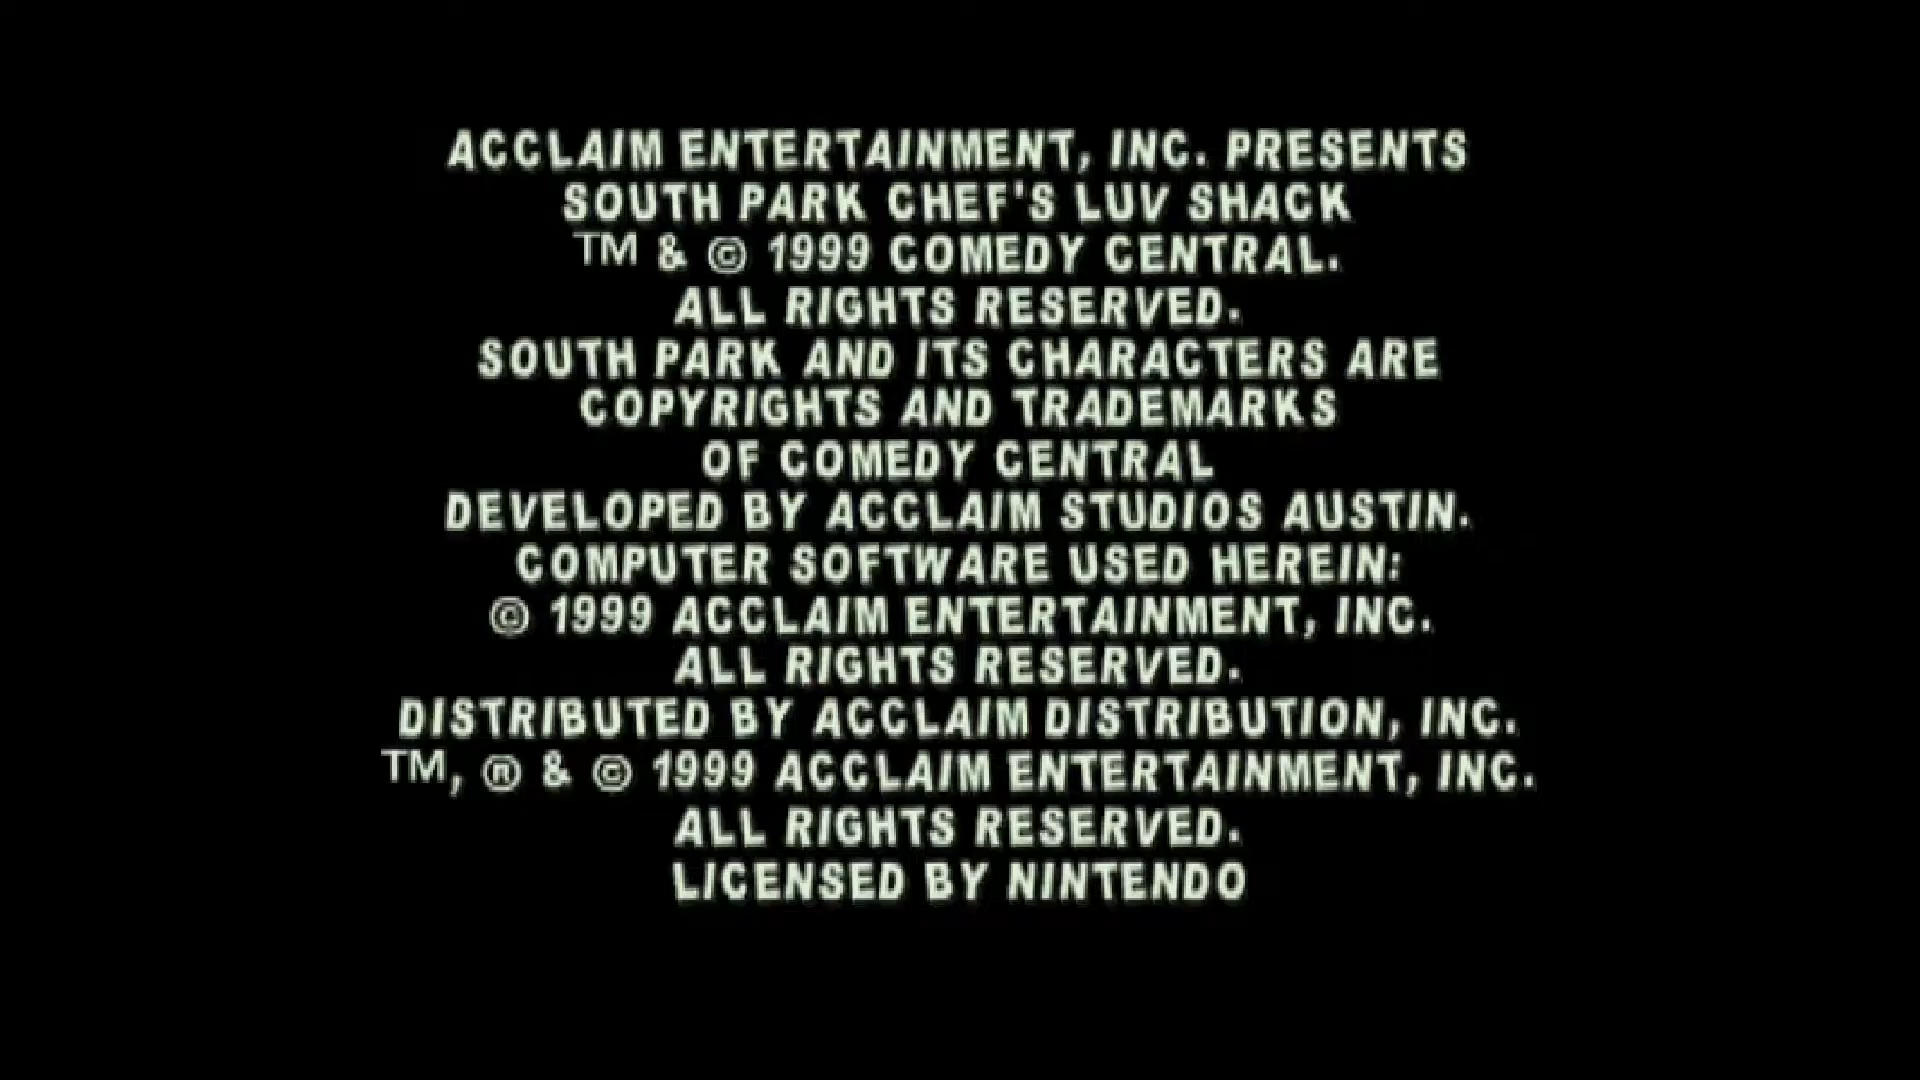 ACCLAIM ENTERTAINMENT, INC. PRESENTS
SOUTH PARK CHEF'S LUV SHACK
™ & © 1999 COMEDY CENTRAL.
ALL RIGHTS RESERVED.
SOUTH PARK AND ITS CHARACTERS ARE
COPYRIGHTS AND TRADEMARKS
OF COMEDY CENTRAL
DEVELOPED BY ACCLAIM STUDIOS AUSTIN.
COMPUTER SOFTWARE USED HEREIN:
© 1999 ACCLAIM ENTERTAINMENT, INC.
ALL RIGHTS RESERVED.
DISTRIBUTED BY ACCLAIM DISTRIBUTION, INC.
™, ® & © 1999 ACCLAIM ENTERTAINMENT, INC.
ALL RIGHTS RESERVED.
LICENSED BY NINTENDO